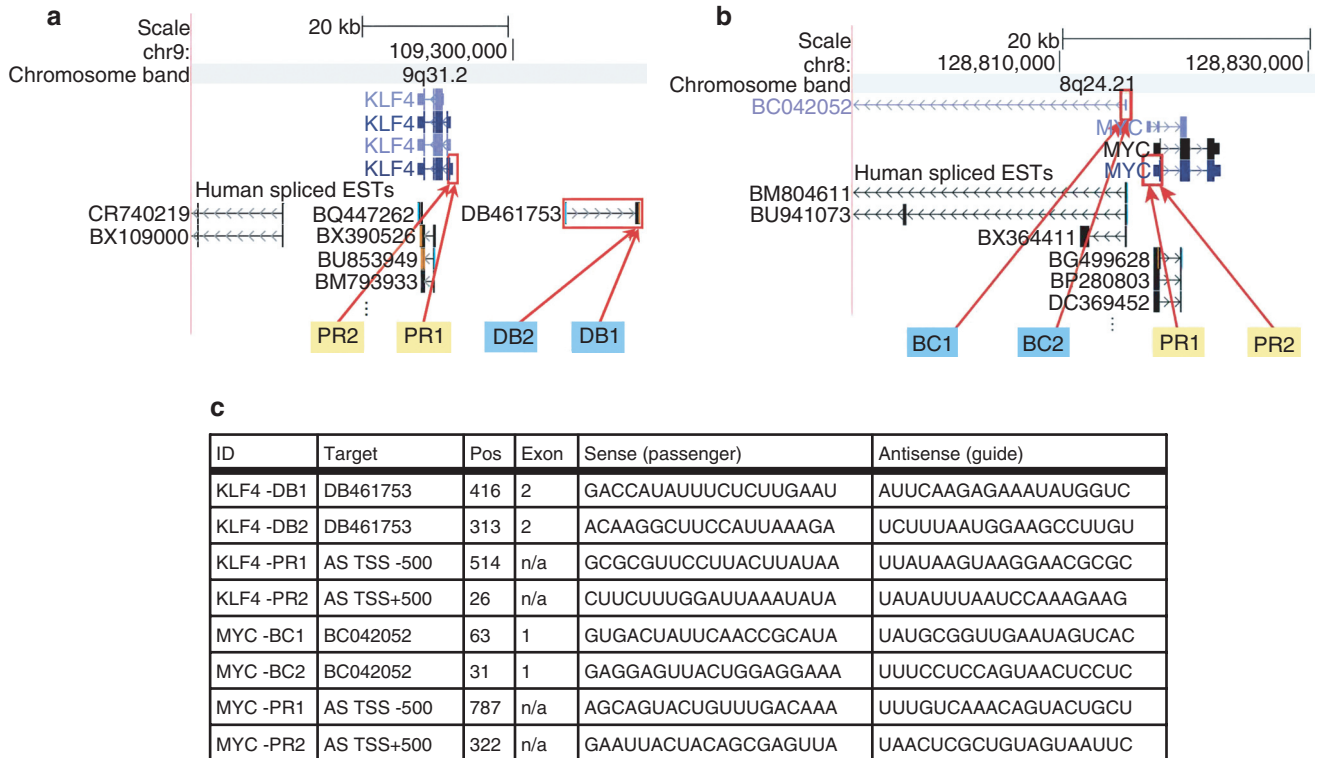 a
Scale
20 kb
chr9:
109,300,000
Chromosome band
9q31.2
KLF4
KLF4
KLF4
KLF4
Human spliced ESTs
CR740219
BQ447262
DB461753
BX109000
BX390526
BU853949
BM793933
PR2
PR1
DB2
DB1
b
Scale
20 kb
chr8:
128,810,000
128,830,000
Chromosome band
8q24.21
BC042052
MYC
MYC
MYC
Human spliced ESTs
BM804611
BU941073
BX364411
BG499628
BP280803
DC369452
BC1
BC2
PR1
PR2
c
ID Target Pos Exon Sense (passenger) Antisense (guide)
KLF4 -DB1 DB461753 416 2 GACCAUAUUUCUCUUGAAU AUUCAAGAGAAAUAUGGUC
KLF4 -DB2 DB461753 313 2 ACAAGGCUUCCAUUAAAGA UCUUUAAUGGAAGCCUUGU
KLF4 -PR1 AS TSS -500 514 n/a GCGCGUUCCUUACUUAUAA UUAUAAGUAAGGAACGCGC
KLF4 -PR2 AS TSS+500 26 n/a CUUCUUUGGAUUAAAUAUA UAUAUUUAAUCCAAAGAAG
MYC -BC1 BC042052 63 1 GUGACUAUUCAACCGCAUA UAUGCGGUUGAAUAGUCAC
MYC -BC2 BC042052 31 1 GAGGAGUUACUGGAGGAAA UUUCCUCCAGUAACUCCUC
MYC -PR1 AS TSS -500 787 n/a AGCAGUACUGUUUGACAAA UUUGUCAAACAGUACUGCU
MYC -PR2 AS TSS+500 322 n/a GAAUUACUACAGCGAGUUA UAACUCGCUGUAGUAAUUC